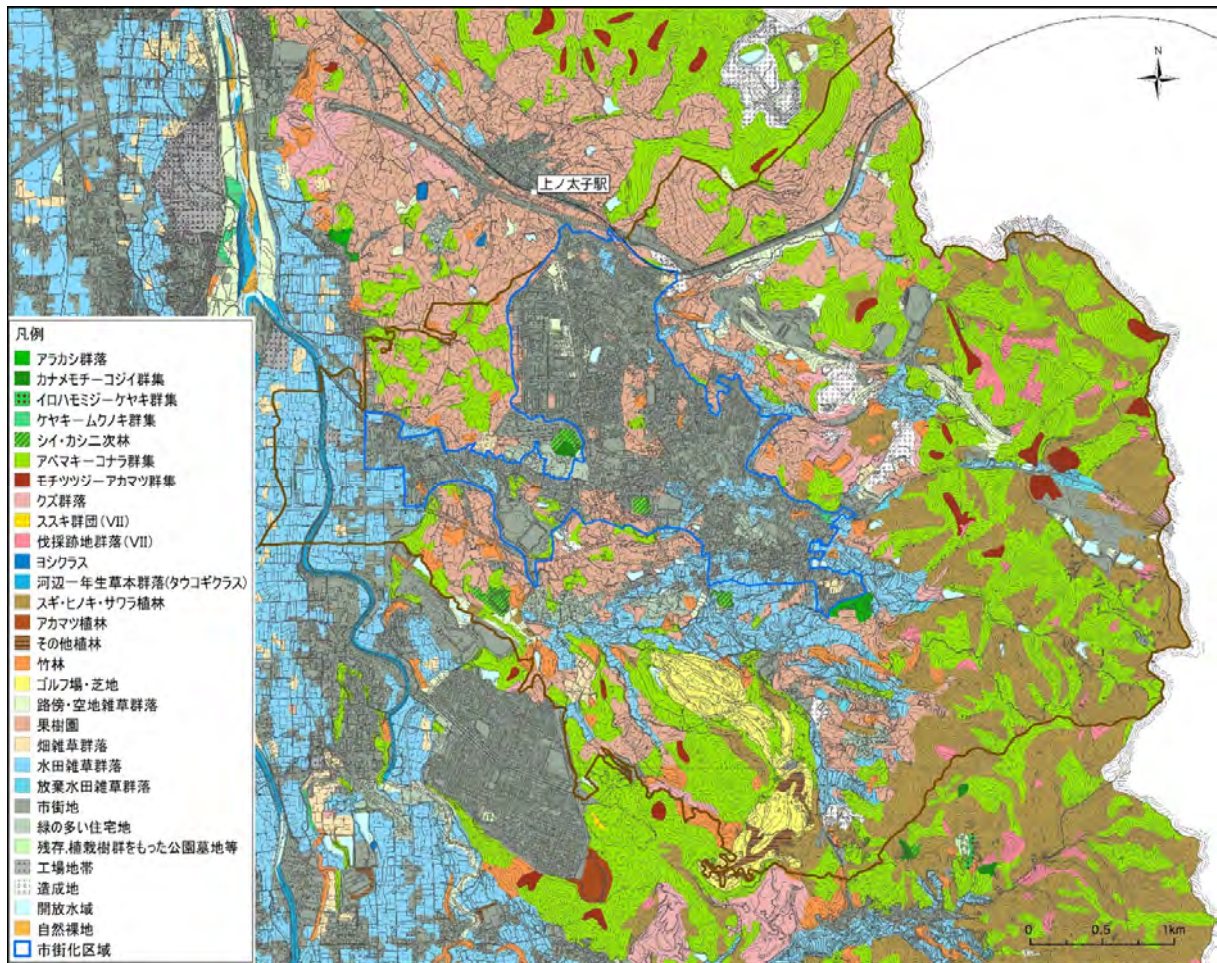 N
上ノ太子駅
凡例
アラカシ群落
カナメモチーコジイ群集
イロハモミジーケヤキ群集
ケヤキームクノキ群集
シイ・カシ二次林
アベマキーコナラ群集
モチツツジーアカマツ群集
クズ群落
ススキ群団(VII)
伐採跡地群落(VII)
ヨシクラス
河辺一年生草本群落(タウコギクラス)
スギ・ヒノキ・サワラ植林
アカマツ植林
その他植林
竹林
ゴルフ場・芝地
路傍・空地雑草群落
果樹園
畑雑草群落
水田雑草群落
放棄水田雑草群落
市街地
緑の多い住宅地
残存,植栽樹群をもった公園墓地等
工場地帯
造成地
開放水域
自然裸地
市街化区域
0 0.5 1km